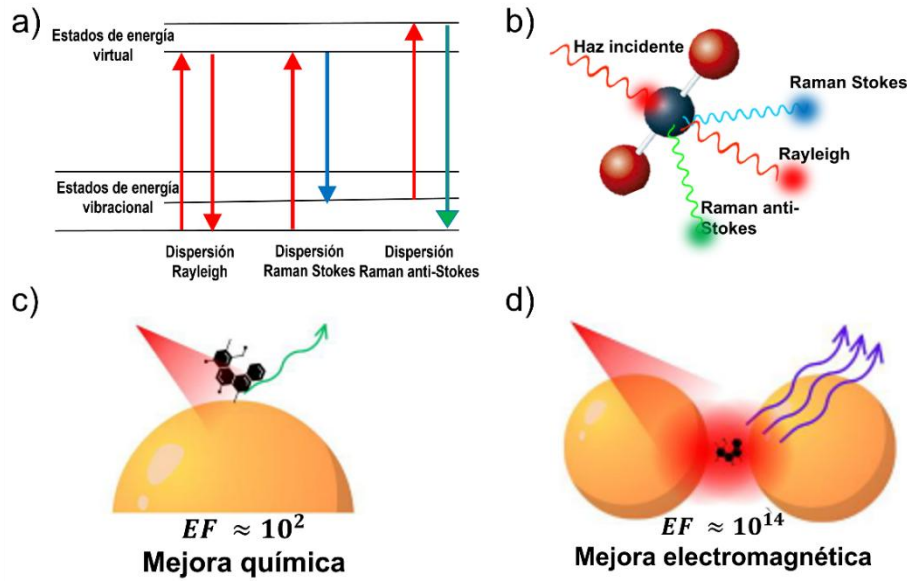 a)
Estados de energía
virtual
Estados de energía
vibracional
Dispersión
Rayleigh
Dispersión
Raman Stokes
Dispersión
Raman anti-Stokes
b)
Haz incidente
Raman Stokes
Rayleigh
Raman anti-
Stokes
c)
EF ≈ 10²
Mejora química
d)
EF ≈ 10¹⁴
Mejora electromagnética